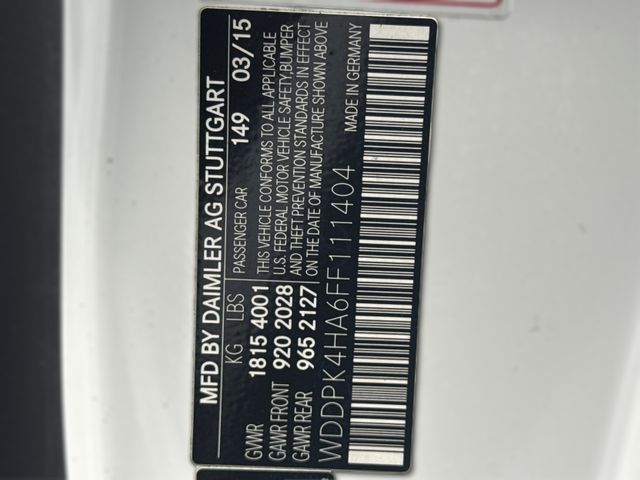 MFD BY DAIMLER AG STUTTGART
KG LBS PASSENGER CAR 149 03/15
GVWR 1815 4001 THIS VEHICLE CONFORMS TO ALL APPLICABLE
GAWR FRONT 920 2028 U.S. FEDERAL MOTOR VEHICLE SAFETY,BUMPER
AND THEFT PREVENTION STANDARDS IN EFFECT
GAWR REAR 965 2127 ON THE DATE OF MANUFACTURE SHOWN ABOVE
WDDPK4HA6FF111404 MADE IN GERMANY